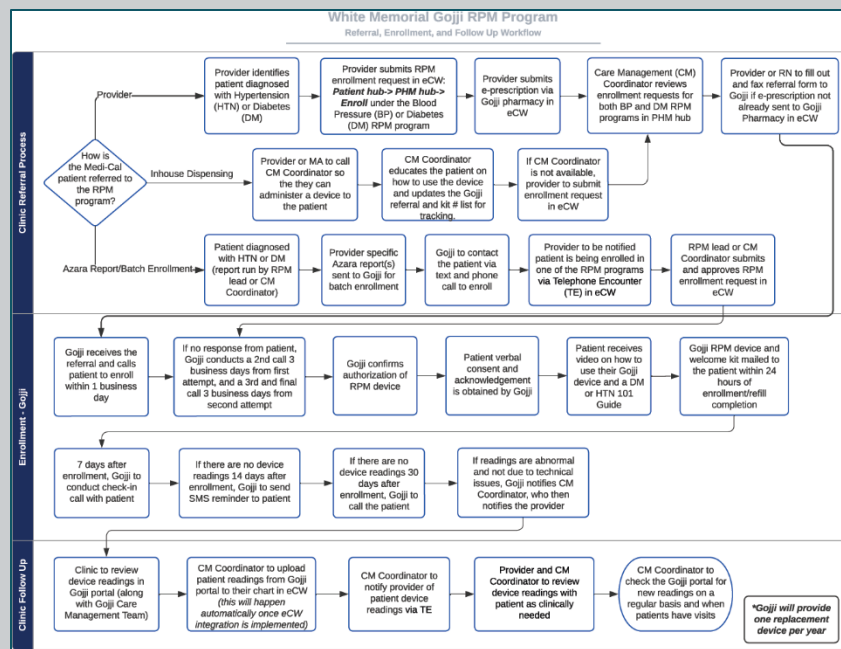 White Memorial Gojji RPM Program
Referral, Enrollment, and Follow Up Workflow
Clinic Referral Process
How is
the Medi-Cal
patient referred to
the RPM
program?
Provider
Provider identifies
patient diagnosed
with Hypertension
(HTN) or Diabetes
(DM)
Provider submits RPM
enrollment request in eCW:
Patient hub-> PHM hub->
Enroll under the Blood
Pressure (BP) or Diabetes
(DM) RPM program
Provider submits
e-prescription via
Gojji pharmacy in
eCW
Care Management (CM)
Coordinator reviews
enrollment requests for
both BP and DM RPM
programs in PHM hub
Provider or RN to fill out
and fax referral form to
Gojji if e-prescription not
already sent to Gojji
Pharmacy in eCW
Inhouse Dispensing
Provider or MA to call
CM Coordinator so
the they can
administer a device to
the patient
CM Coordinator
educates the patient on
how to use the device
and updates the Gojji
referral and kit # list for
tracking.
If CM Coordinator
is not available,
provider to submit
enrollment request
in eCW
Azara Report/Batch Enrollment
Patient diagnosed
with HTN or DM
(report run by RPM
lead or CM
Coordinator)
Provider specific
Azara report(s)
sent to Gojji for
batch enrollment
Gojji to contact
the patient via
text and phone
call to enroll
Provider to be notified
patient is being enrolled in
one of the RPM programs
via Telephone Encounter
(TE) in eCW
RPM lead or CM
Coordinator submits
and approves RPM
enrollment request in
eCW
Enrollment - Gojji
Gojji receives the
referral and calls
patient to enroll
within 1 business
day
If no response from patient,
Gojji conducts a 2nd call 3
business days from first
attempt, and a 3rd and final
call 3 business days from
second attempt
Gojji confirms
authorization of
RPM device
Patient verbal
consent and
acknowledgement
is obtained by Gojji
Patient receives
video on how to
use their Gojji
device and a DM
or HTN 101
Guide
Gojji RPM device and
welcome kit mailed to
the patient within 24
hours of
enrollment/refill
completion
7 days after
enrollment, Gojji to
conduct check-in
call with patient
If there are no device
readings 14 days after
enrollment, Gojji to send
SMS reminder to patient
If there are no
device readings 30
days after
enrollment, Gojji to
call the patient
If readings are abnormal
and not due to technical
issues, Gojji notifies CM
Coordinator, who then
notifies the provider
Clinic Follow Up
Clinic to review
device readings in
Gojji portal (along
with Gojji Care
Management Team)
CM Coordinator to upload
patient readings from Gojji
portal to their chart in eCW
(this will happen
automatically once eCW
integration is implemented)
CM Coordinator to
notify provider of
patient device
readings via TE
Provider and CM
Coordinator to review
device readings with
patient as clinically
needed
CM Coordinator to
check the Gojji portal for
new readings on a
regular basis and when
patients have visits
*Gojji will provide
one replacement
device per year